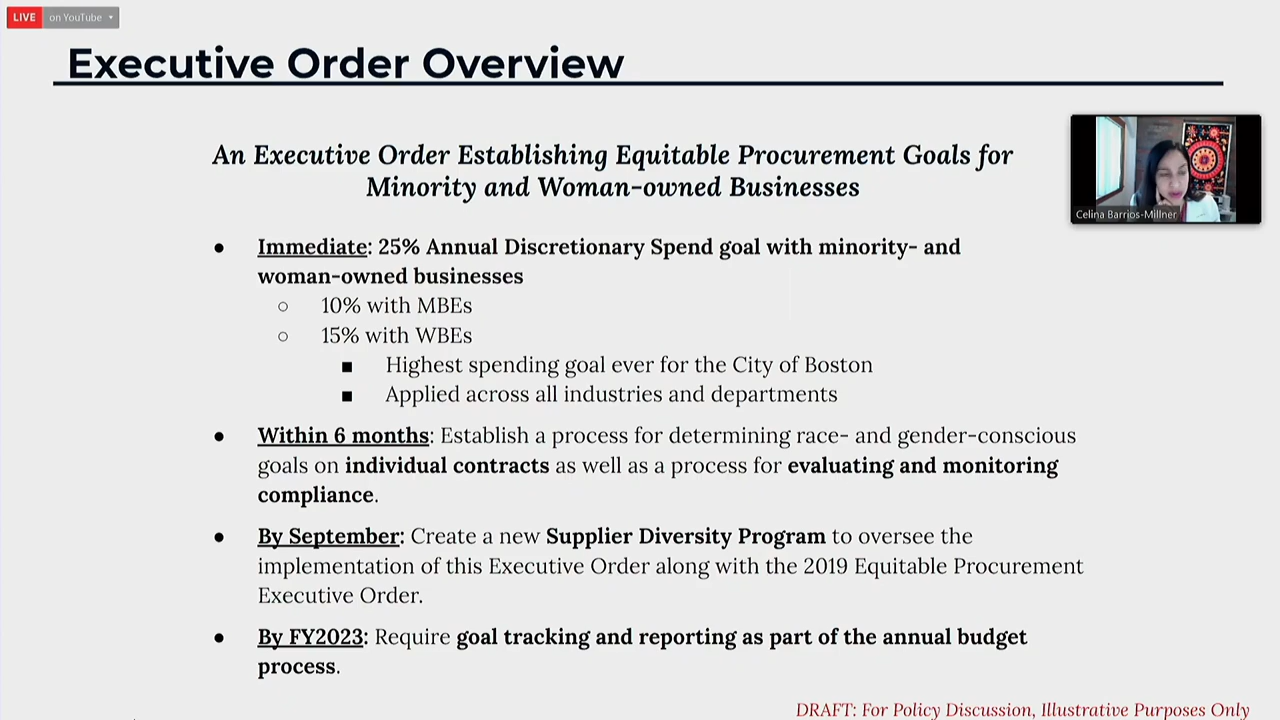 LIVE on YouTube
Executive Order Overview
An Executive Order Establishing Equitable Procurement Goals for
Minority and Woman-owned Businesses
Celina Barrios-Millner
● Immediate: 25% Annual Discretionary Spend goal with minority- and
woman-owned businesses
○ 10% with MBEs
○ 15% with WBEs
■ Highest spending goal ever for the City of Boston
■ Applied across all industries and departments
● Within 6 months: Establish a process for determining race- and gender-conscious
goals on individual contracts as well as a process for evaluating and monitoring
compliance.
● By September: Create a new Supplier Diversity Program to oversee the
implementation of this Executive Order along with the 2019 Equitable Procurement
Executive Order.
● By FY2023: Require goal tracking and reporting as part of the annual budget
process.
DRAFT: For Policy Discussion, Illustrative Purposes Only